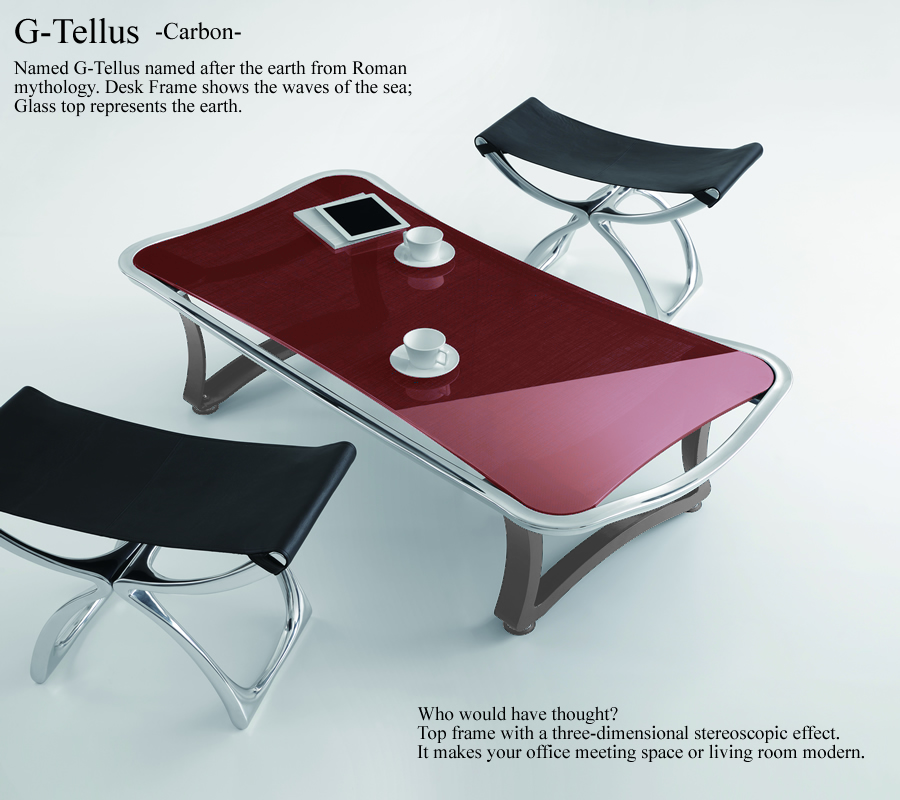 G-Tellus -Carbon-
Named G-Tellus named after the earth from Roman
mythology. Desk Frame shows the waves of the sea;
Glass top represents the earth.
Who would have thought?
Top frame with a three-dimensional stereoscopic effect.
It makes your office meeting space or living room modern.